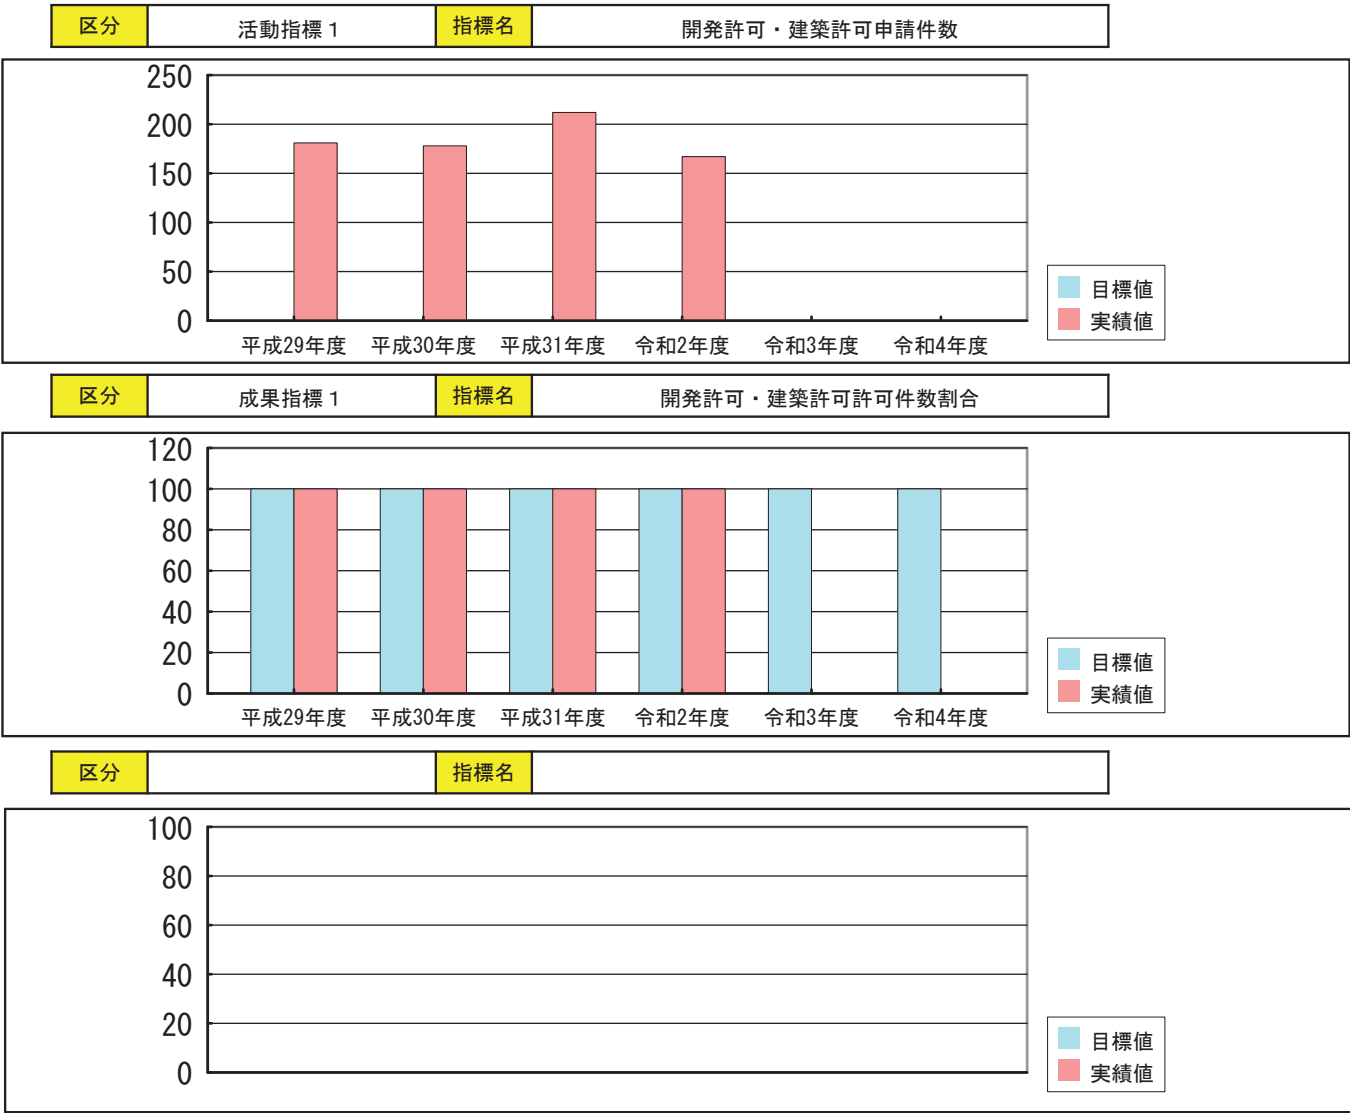 区分 活動指標1 指標名 開発許可・建築許可申請件数
250
200
150
100
50
0
平成29年度 平成30年度 平成31年度 令和2年度 令和3年度 令和4年度
目標値
実績値
区分 成果指標1 指標名 開発許可・建築許可許可件数割合
120
100
80
60
40
20
0
平成29年度 平成30年度 平成31年度 令和2年度 令和3年度 令和4年度
目標値
実績値
区分 指標名
100
80
60
40
20
0
目標値
実績値